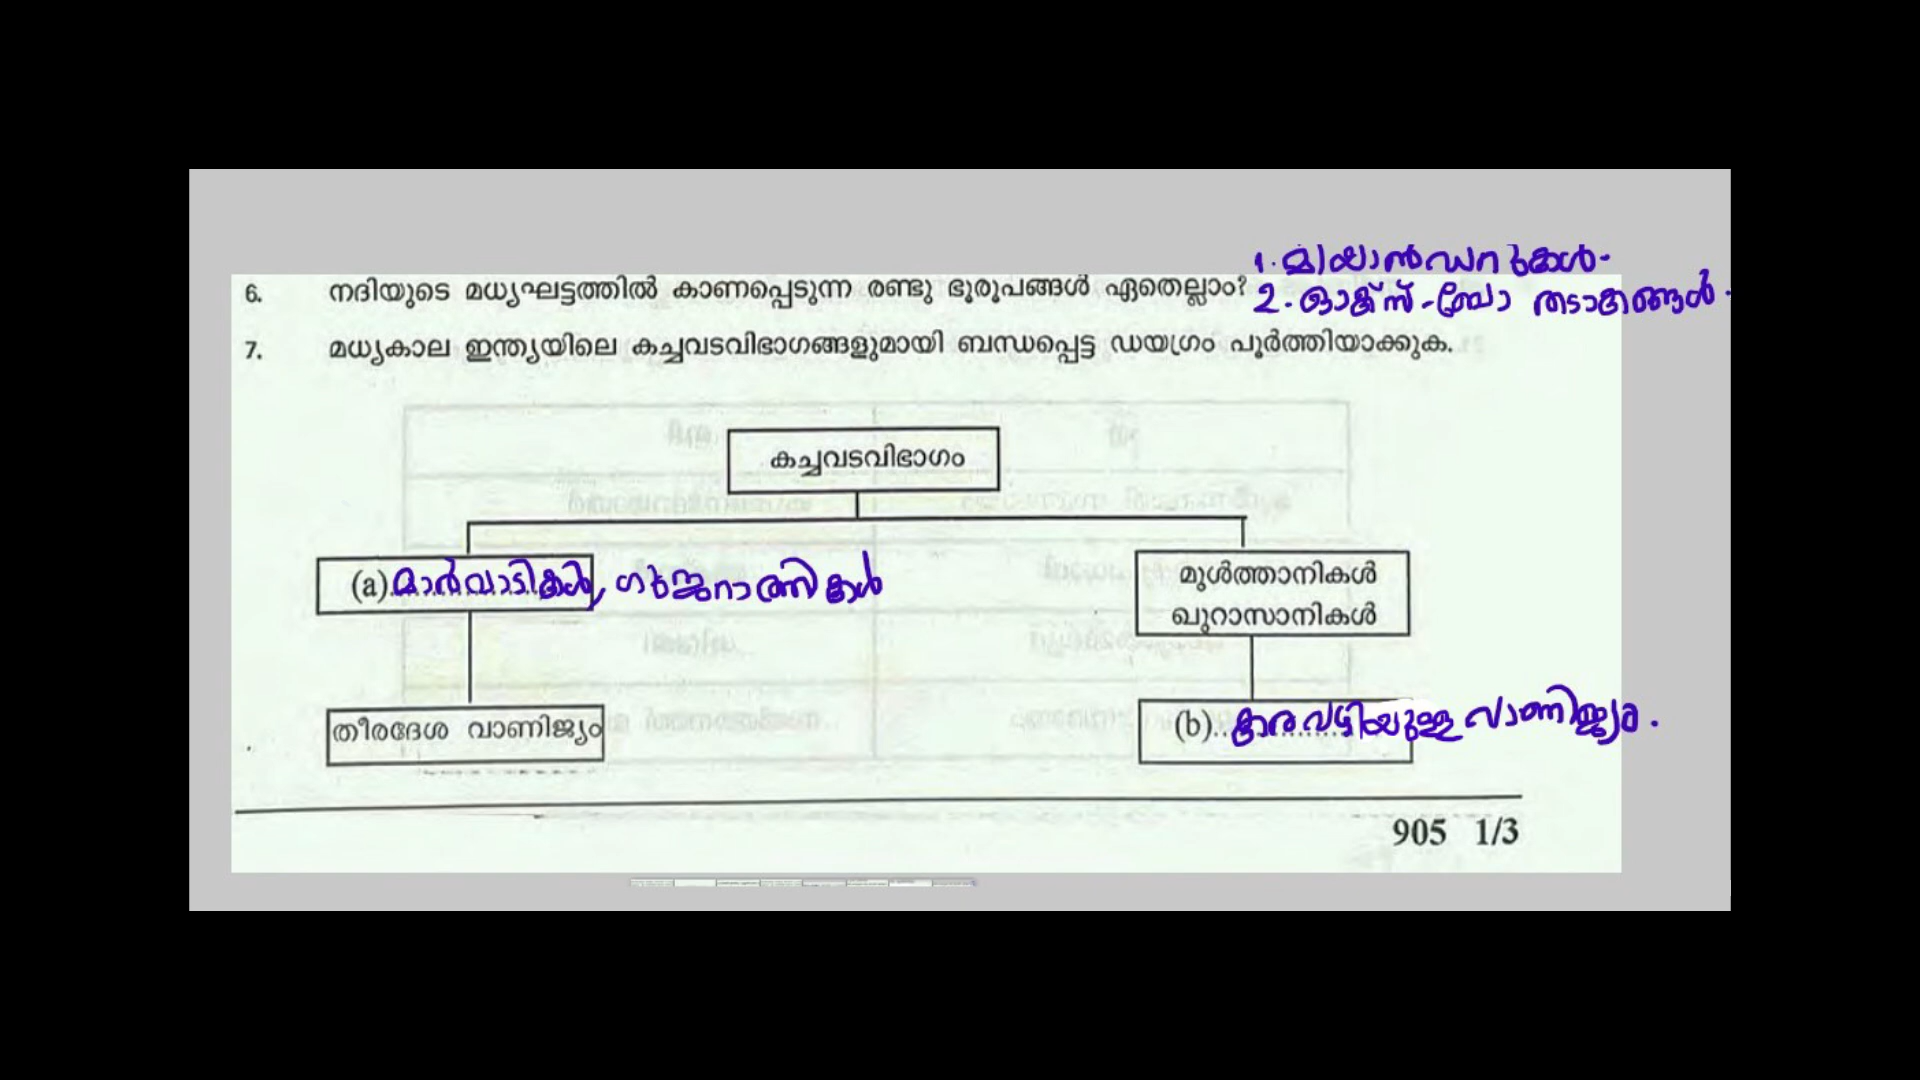 1. മിയാൻഡറുകൾ.
6. നദിയുടെ മധ്യഘട്ടത്തിൽ കാണപ്പെടുന്ന രണ്ടു ഭൂരൂപങ്ങൾ ഏതെല്ലാം? 2. ഓക്സ്-ബോ തടാകങ്ങൾ.
7. മധ്യകാല ഇന്ത്യയിലെ കച്ചവടവിഭാഗങ്ങളുമായി ബന്ധപ്പെട്ട ഡയഗ്രം പൂർത്തിയാക്കുക.
കച്ചവടവിഭാഗം
(a) മാർവാടികൾ, ഗുജറാത്തികൾ
മുൾത്താനികൾ
ഖുറാസാനികൾ
തീരദേശ വാണിജ്യം
(b) കരവഴിയുള്ള വാണിജ്യം.
905 1/3